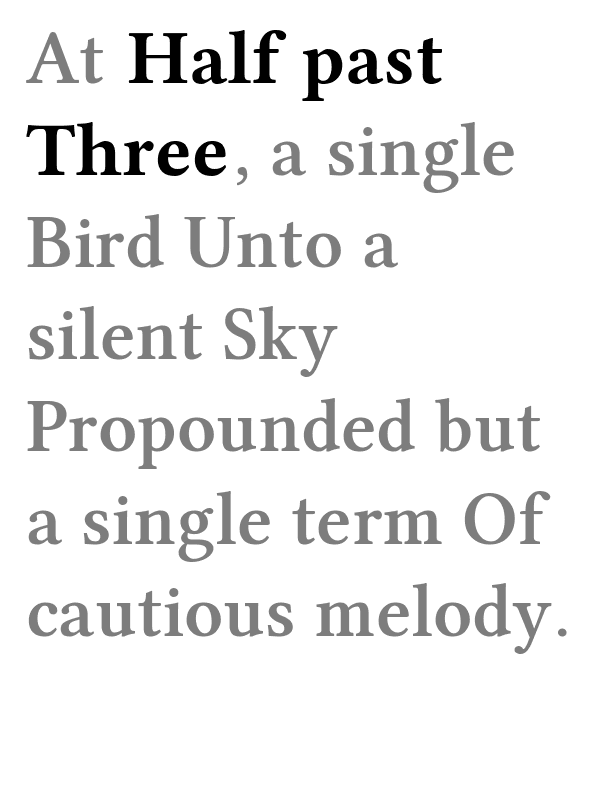 At Half past
Three, a single
Bird Unto a
silent Sky
Propounded but
a single term Of
cautious melody.